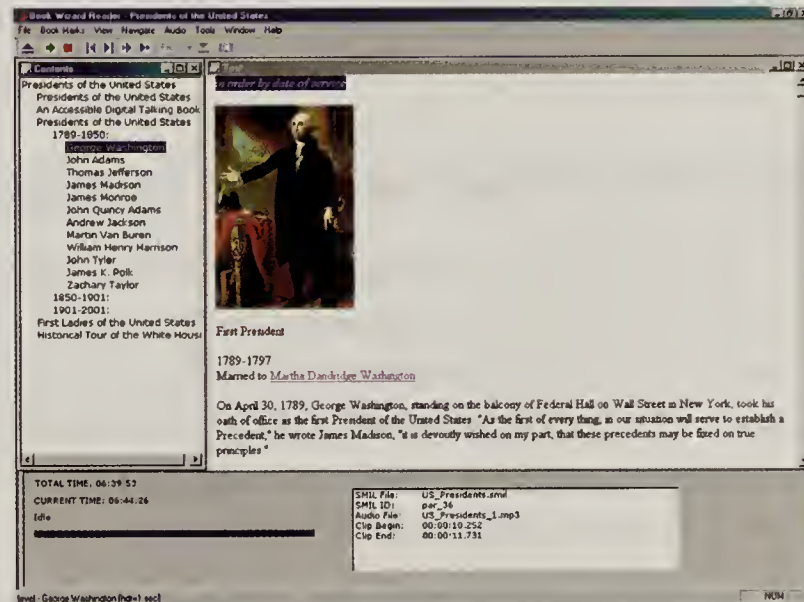 Book Wizard Reader - Presidents of the United States
File Book Marks View Navigate Audio Tools Window Help
Contents
Presidents of the United States
Presidents of the United States
An Accessible Digital Talking Book
Presidents of the United States
1789-1850:
George Washington
John Adams
Thomas Jefferson
James Madison
James Monroe
John Quincy Adams
Andrew Jackson
Martin Van Buren
William Henry Harrison
John Tyler
James K. Polk
Zachary Taylor
1850-1901:
1901-2001:
First Ladies of the United States
Historical Tour of the White Hous
Text
in order by date of service
First President
1789-1797
Married to Martha Dandridge Washington
On April 30, 1789, George Washington, standing on the balcony of Federal Hall on Wall Street in New York, took his
oath of office as the first President of the United States. "As the first of every thing, in our situation will serve to establish a
Precedent," he wrote James Madison, "it is devoutly wished on my part, that these precedents may be fixed on true
principles."
TOTAL TIME: 06:39:53
CURRENT TIME: 06:44:26
Idle
SMIL File: US_Presidents.smil
SMIL ID: par_36
Audio File: US_Presidents_1.mp3
Clip Begin: 00:00:10.252
Clip End: 00:00:11.731
level - George Washington [hd=1 sec]
NUM